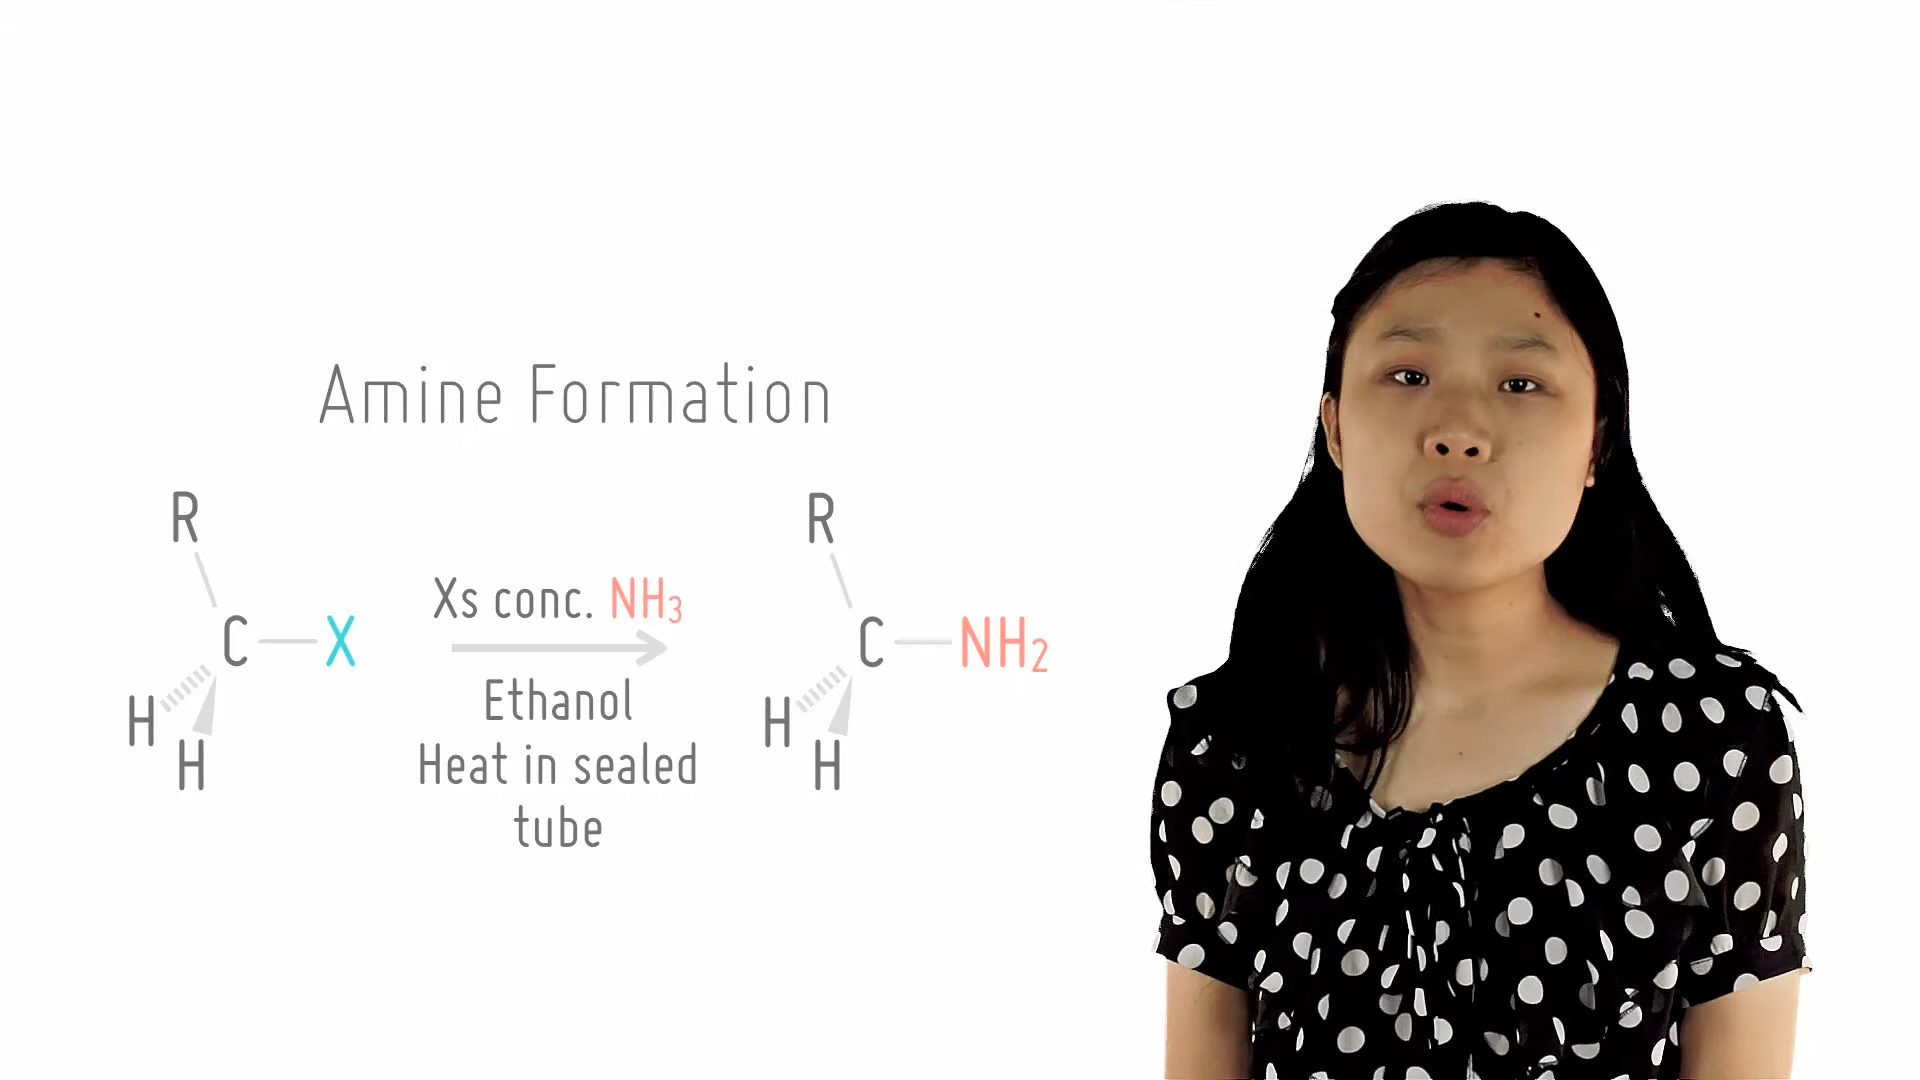 Amine Formation
R
C
X
H
H
Xs conc. NH₃
Ethanol
Heat in sealed
tube
R
C
NH₂
H
H